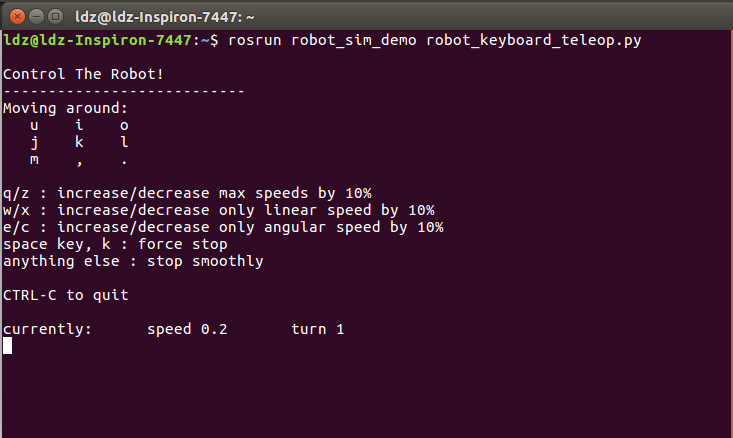 ldz@ldz-Inspiron-7447: ~
ldz@ldz-Inspiron-7447:~$ rosrun robot_sim_demo robot_keyboard_teleop.py
Control The Robot!
---------------------------
Moving around:
u i o
j k l
m , .
q/z : increase/decrease max speeds by 10%
w/x : increase/decrease only linear speed by 10%
e/c : increase/decrease only angular speed by 10%
space key, k : force stop
anything else : stop smoothly
CTRL-C to quit
currently: speed 0.2 turn 1